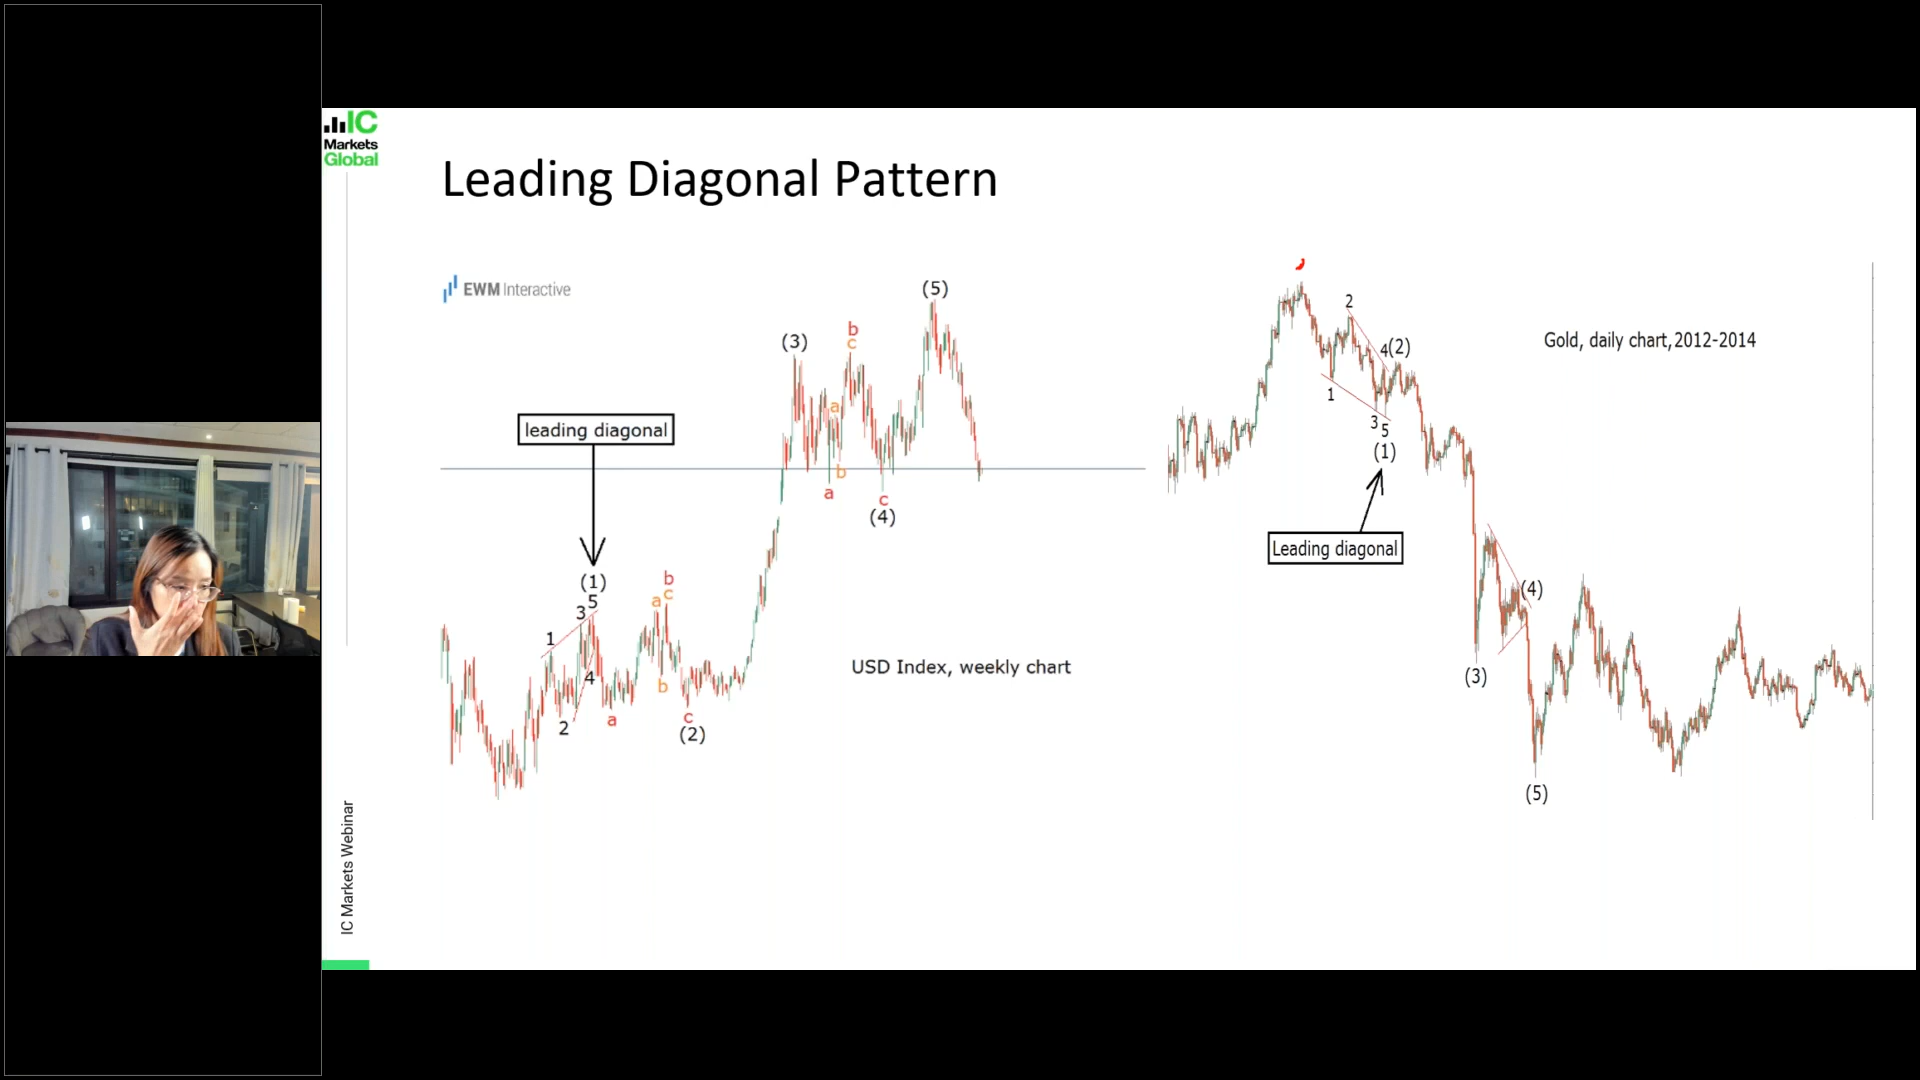 IC
Markets
Global
Leading Diagonal Pattern
EWM Interactive
(5)
b
c
(3)
a
leading diagonal
b
a
c
(4)
(1)
5
3
1
b
c
a
4
b
2
a
c
(2)
USD Index, weekly chart
2
4(2)
Gold, daily chart,2012-2014
1
3
5
(1)
Leading diagonal
(4)
(3)
(5)
IC Markets Webinar